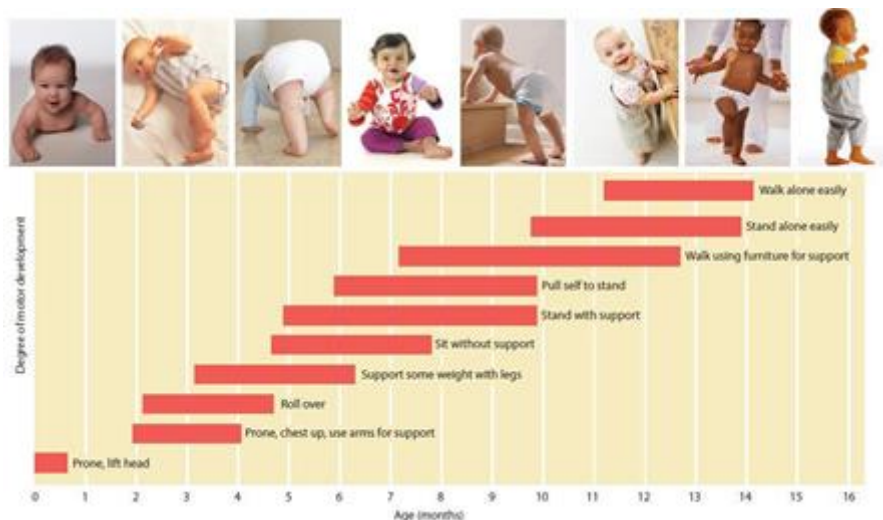 Degree of motor development
Walk alone easily
Stand alone easily
Walk using furniture for support
Pull self to stand
Stand with support
Sit without support
Support some weight with legs
Roll over
Prone, chest up, use arms for support
Prone, lift head
0 1 2 3 4 5 6 7 8 9 10 11 12 13 14 15 16
Age (months)